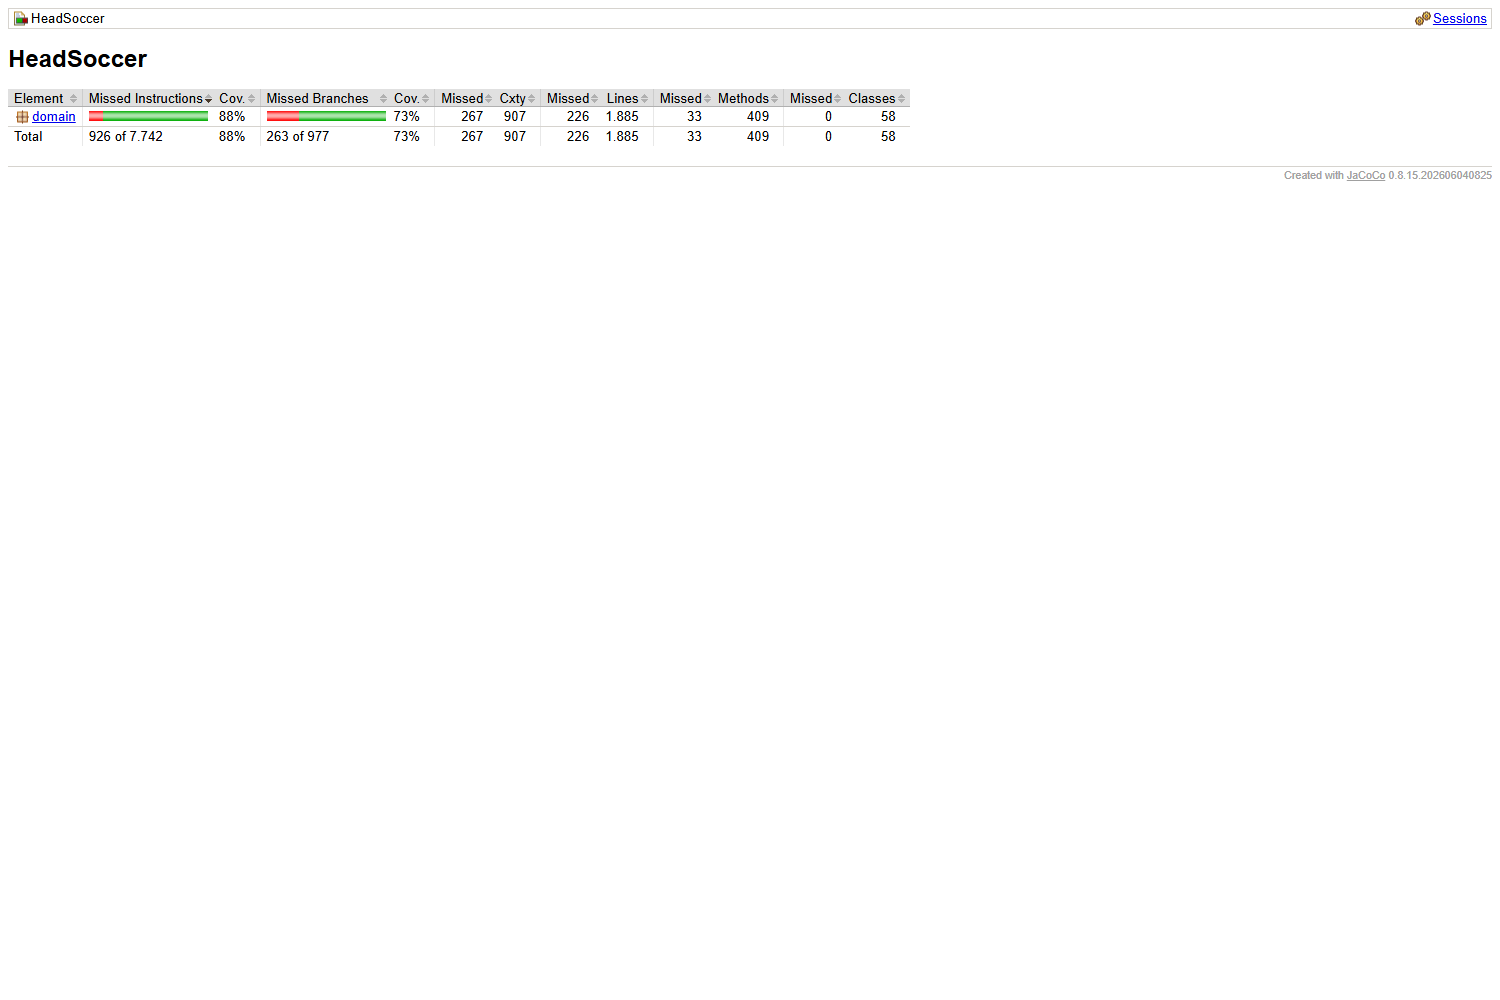 HeadSoccer Sessions
HeadSoccer
Element Missed Instructions Cov. Missed Branches Cov. Missed Cxty Missed Lines Missed Methods Missed Classes
domain 88% 73% 267 907 226 1.885 33 409 0 58
Total 926 of 7.742 88% 263 of 977 73% 267 907 226 1.885 33 409 0 58
Created with JaCoCo 0.8.15.202606040825